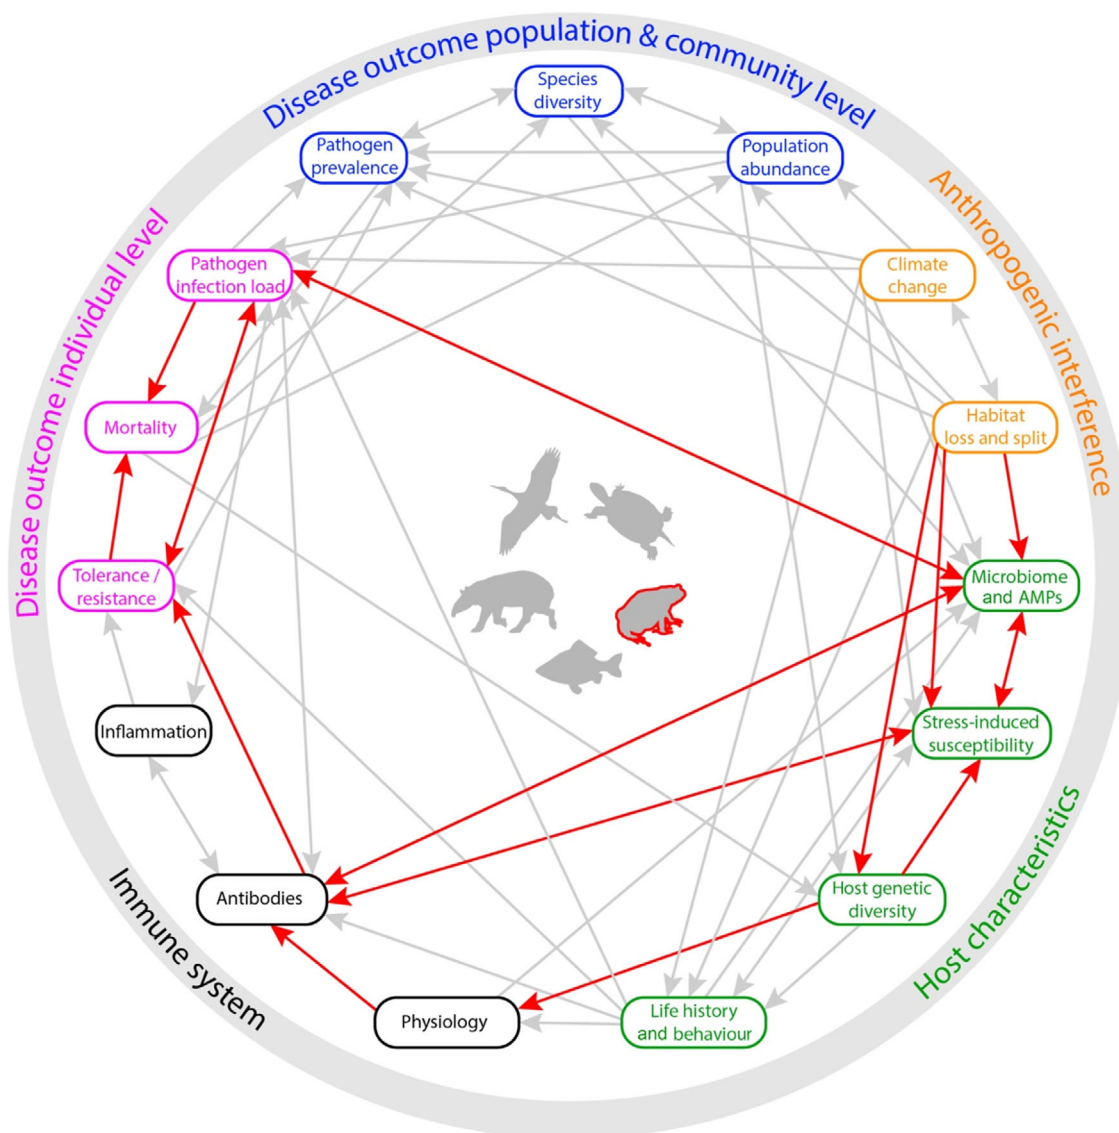 Disease outcome population & community level
Species
diversity
Pathogen
prevalence
Population
abundance
Anthropogenic interference
Disease outcome individual level
Pathogen
infection load
Climate
change
Mortality
Habitat
loss and split
Tolerance /
resistance
Microbiome
and AMPs
Inflammation
Stress-induced
susceptibility
Antibodies
Host genetic
diversity
Immune system
Host characteristics
Physiology
Life history
and behaviour